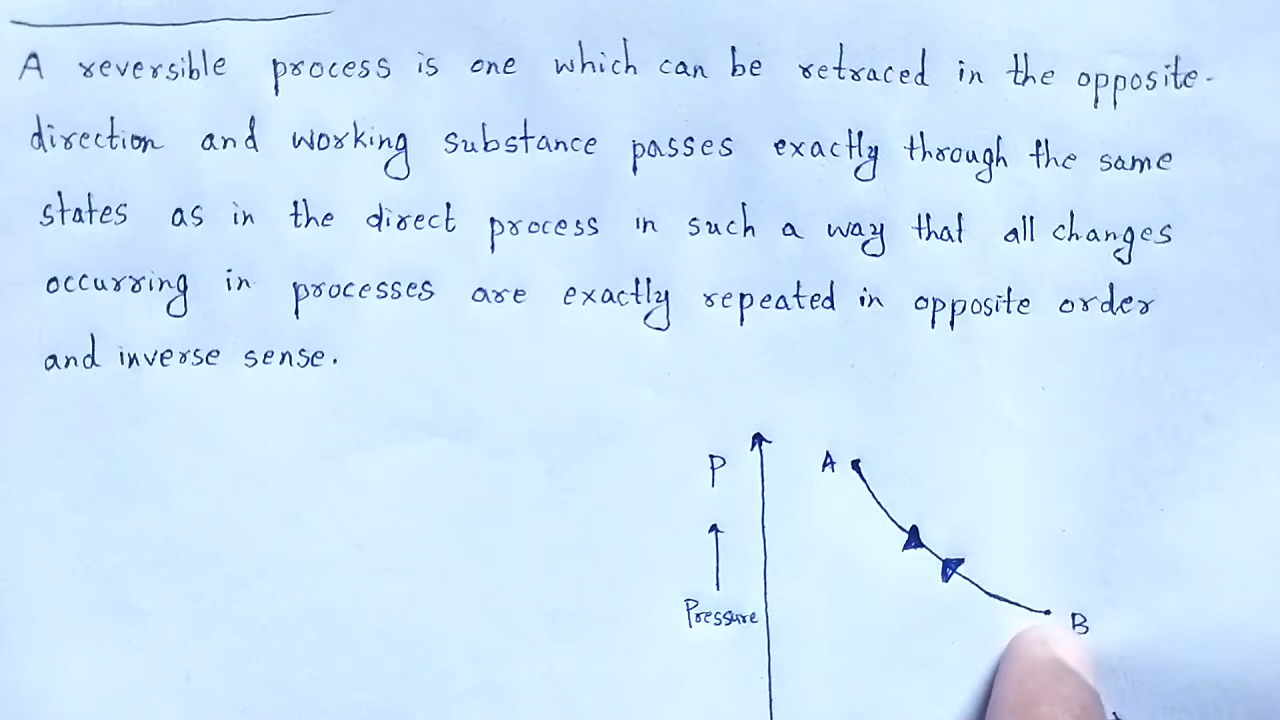 A reversible process is one which can be retraced in the opposite-
direction and working substance passes exactly through the same
states as in the direct process in such a way that all changes
occurring in processes are exactly repeated in opposite order
and inverse sense.
P
A
Pressure
B